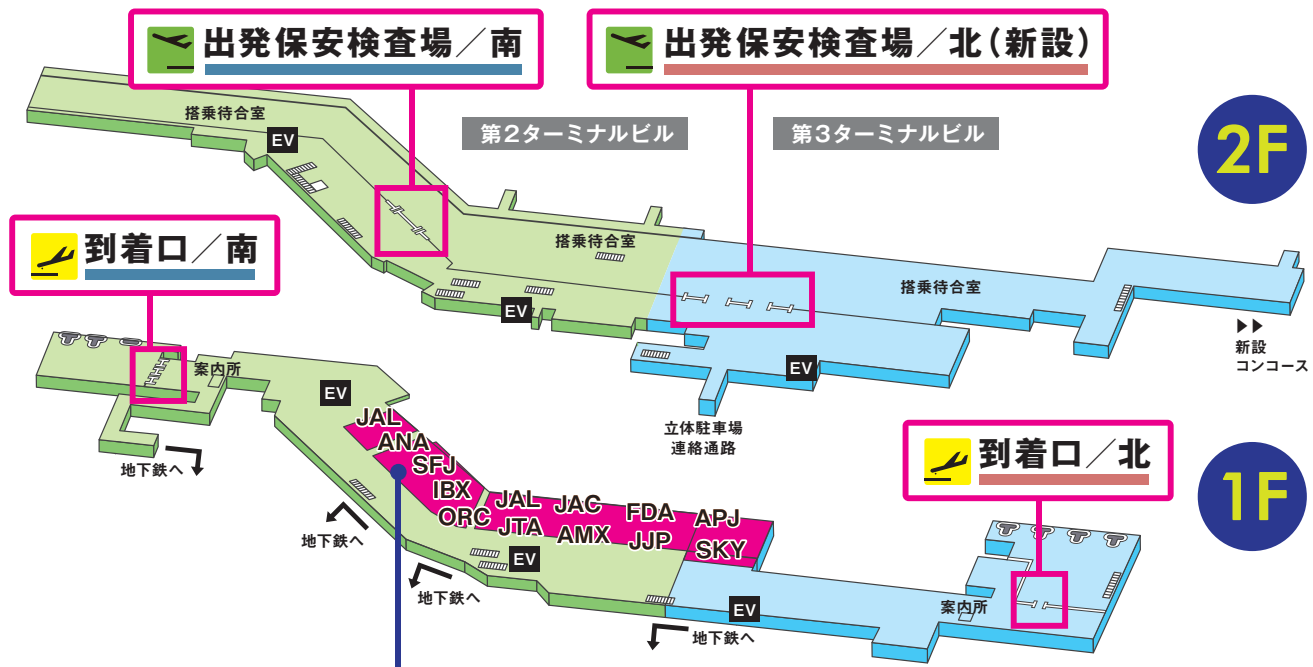 出発保安検査場／南
出発保安検査場／北(新設)
搭乗待合室
EV
第2ターミナルビル
第3ターミナルビル
2F
到着口／南
搭乗待合室
搭乗待合室
EV
EV
新設
コンコース
立体駐車場
連絡通路
案内所
EV
地下鉄へ
JAL
ANA
SFJ
IBX
ORC
JAL
JTA
JAC
AMX
FDA
JJP
APJ
SKY
到着口／北
1F
地下鉄へ
EV
地下鉄へ
EV
地下鉄へ
案内所